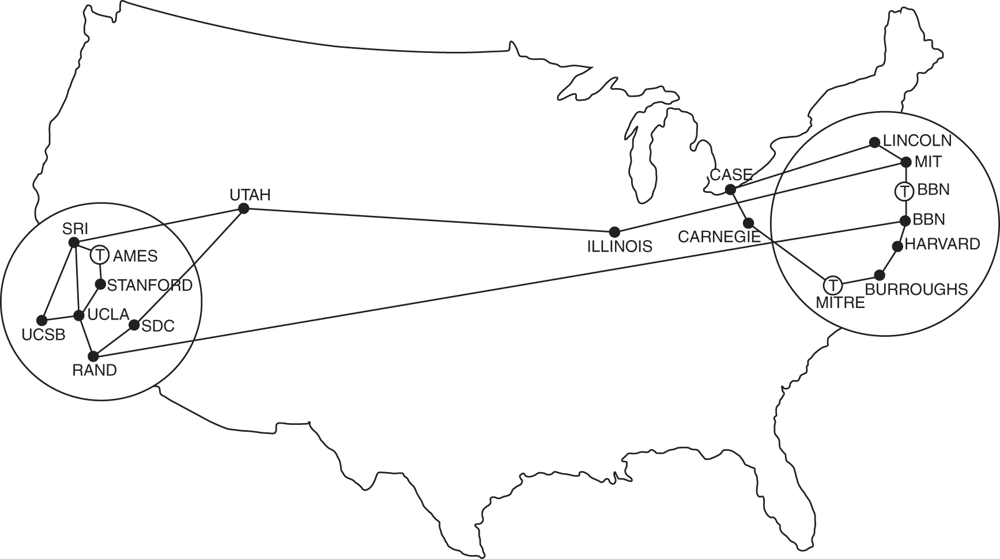 LINCOLN
MIT
CASE
T BBN
UTAH
BBN
SRI
CARNEGIE
ILLINOIS
HARVARD
T AMES
STANFORD
T
BURROUGHS
MITRE
UCLA
SDC
UCSB
RAND